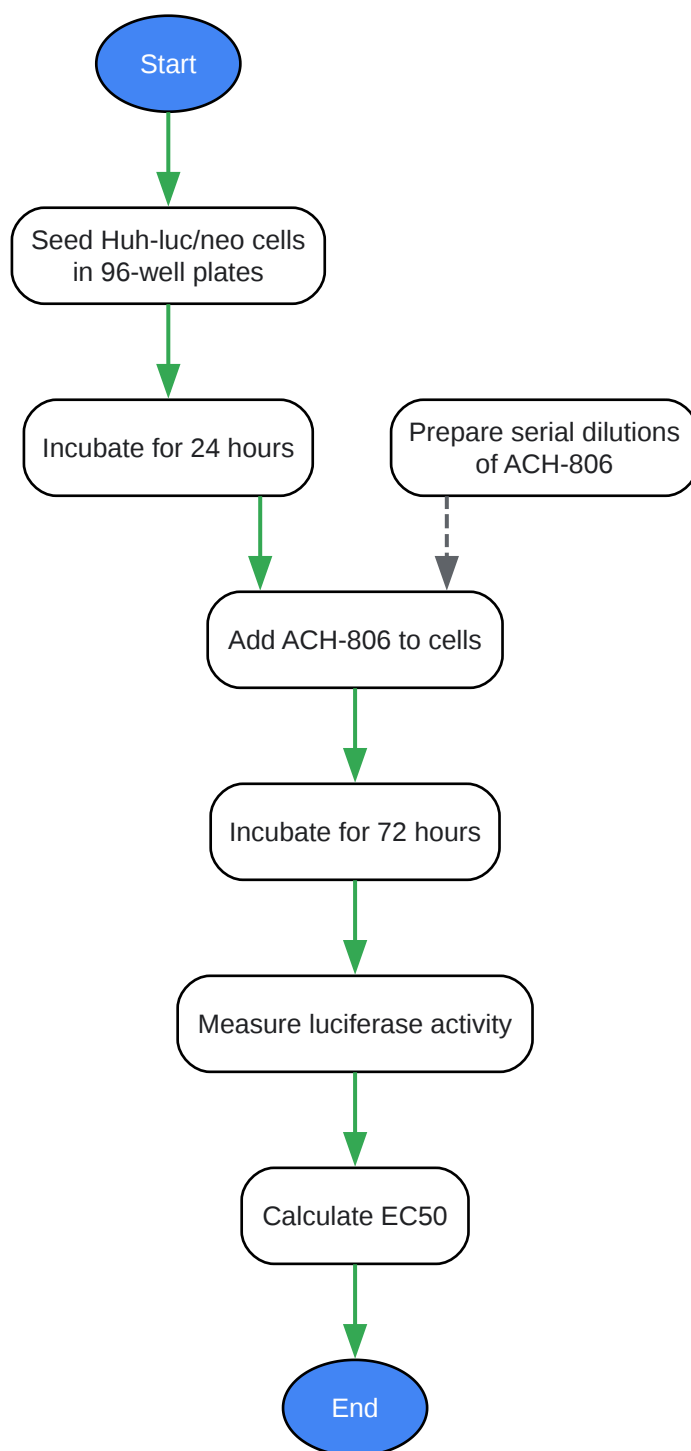 Start
Seed Huh-luc/neo cells
in 96-well plates
Incubate for 24 hours
Prepare serial dilutions
of ACH-806
Add ACH-806 to cells
Incubate for 72 hours
Measure luciferase activity
Calculate EC50
End